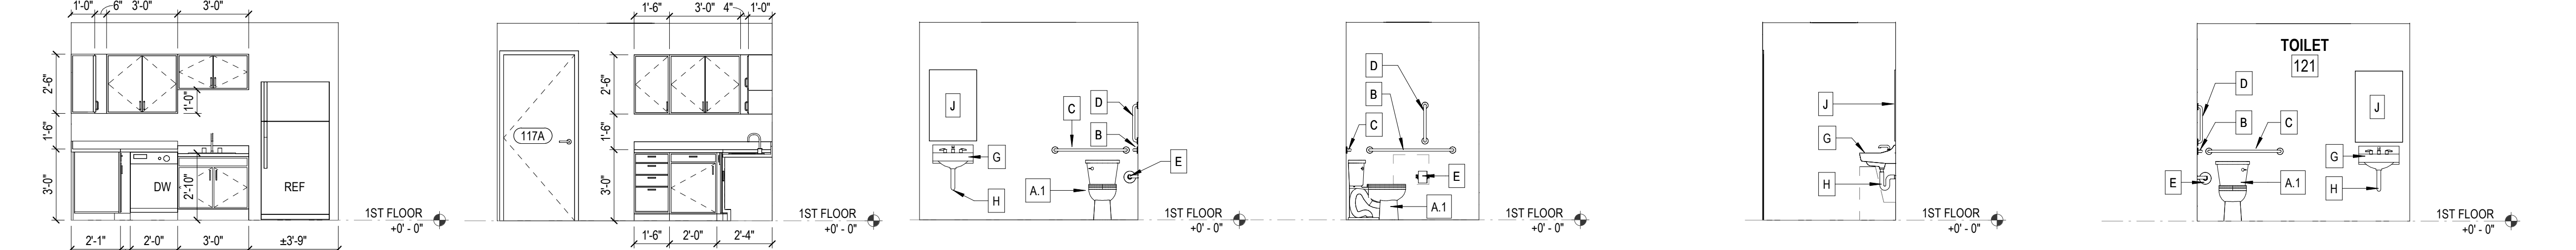 1'-0" 6" 3'-0" 3'-0"
2'-6"
1'-0"
1'-6"
3'-0"
2'-10"
DW
REF
1ST FLOOR
+0' - 0"
2'-1" 2'-0" 3'-0" ±3'-9"
1'-6" 3'-0" 4" 1'-0"
117A
2'-6"
1'-6"
3'-0"
1ST FLOOR
+0' - 0"
1'-6" 2'-0" 2'-4"
J
C
D
B
G
E
A.1
H
1ST FLOOR
+0' - 0"
D
B
C
E
A.1
1ST FLOOR
+0' - 0"
J
G
H
1ST FLOOR
+0' - 0"
TOILET
121
D
J
B
C
G
E
A.1
H
1ST FLOOR
+0' - 0"